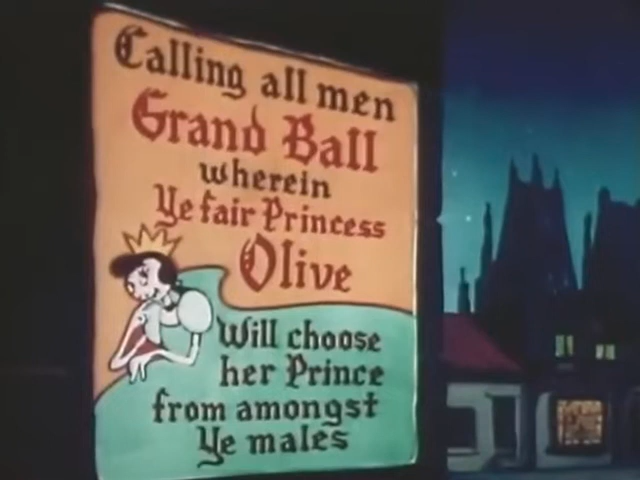 Calling all men
Grand Ball
wherein
Ye fair Princess
Olive
Will choose
her Prince
from amongst
Ye males